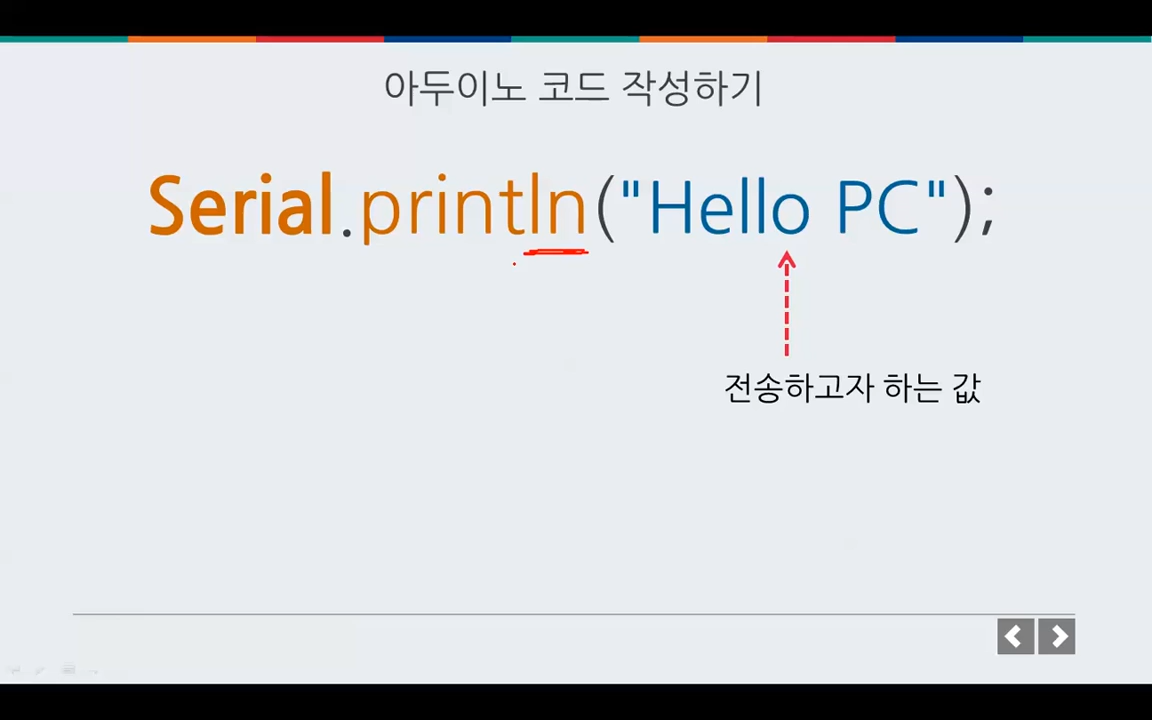 아두이노 코드 작성하기
Serial.println("Hello PC");
전송하고자 하는 값